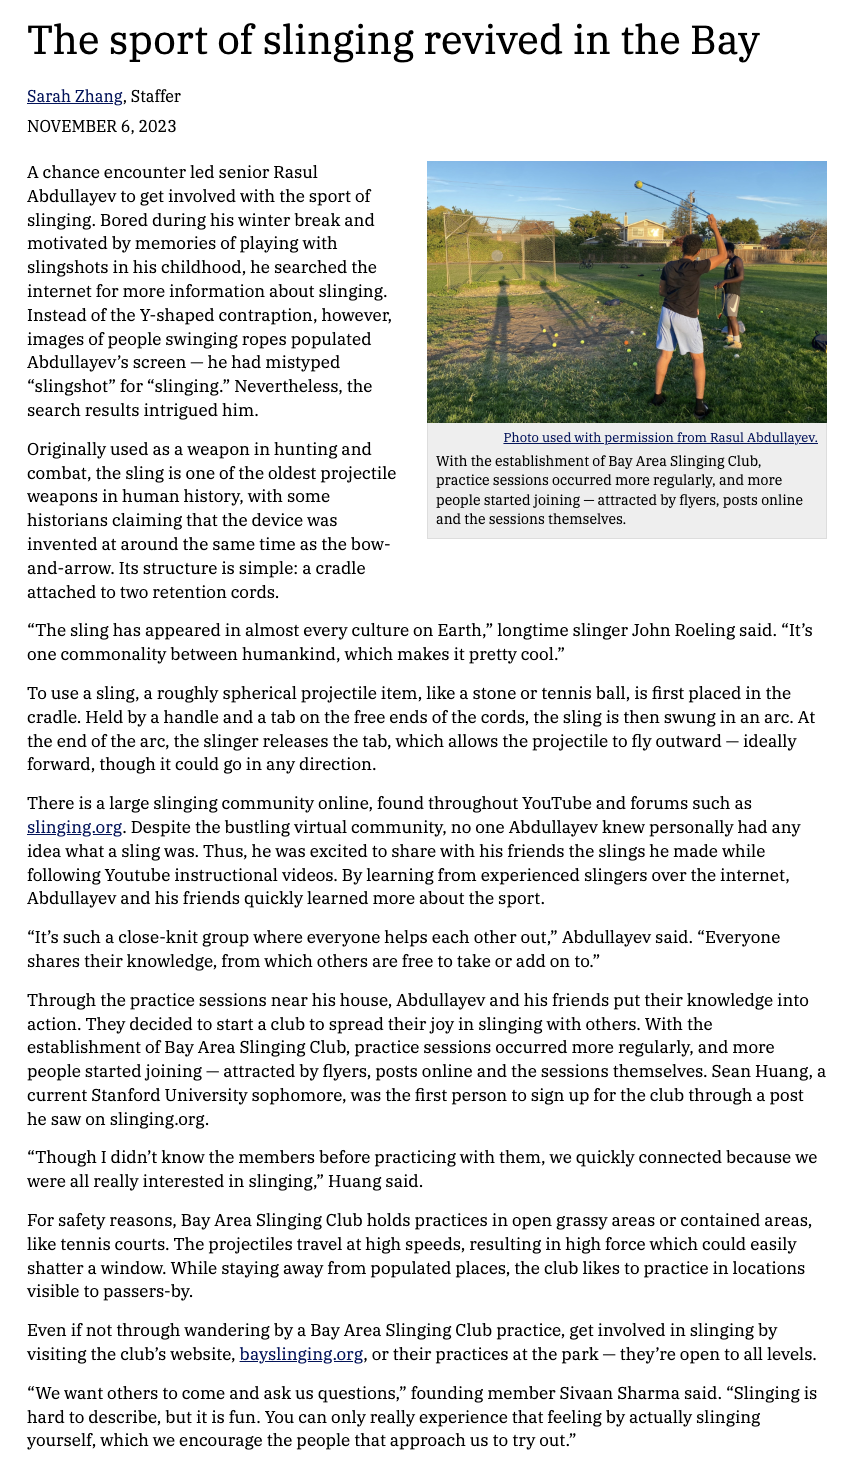 The sport of slinging revived in the Bay
Sarah Zhang, Staffer
NOVEMBER 6, 2023
A chance encounter led senior Rasul
Abdullayev to get involved with the sport of
slinging. Bored during his winter break and
motivated by memories of playing with
slingshots in his childhood, he searched the
internet for more information about slinging.
Instead of the Y-shaped contraption, however,
images of people swinging ropes populated
Abdullayev’s screen — he had mistyped
“slingshot” for “slinging.” Nevertheless, the
search results intrigued him.
Photo used with permission from Rasul Abdullayev.
With the establishment of Bay Area Slinging Club,
practice sessions occurred more regularly, and more
people started joining — attracted by flyers, posts online
and the sessions themselves.
Originally used as a weapon in hunting and
combat, the sling is one of the oldest projectile
weapons in human history, with some
historians claiming that the device was
invented at around the same time as the bow-
and-arrow. Its structure is simple: a cradle
attached to two retention cords.
“The sling has appeared in almost every culture on Earth,” longtime slinger John Roeling said. “It’s
one commonality between humankind, which makes it pretty cool.”
To use a sling, a roughly spherical projectile item, like a stone or tennis ball, is first placed in the
cradle. Held by a handle and a tab on the free ends of the cords, the sling is then swung in an arc. At
the end of the arc, the slinger releases the tab, which allows the projectile to fly outward — ideally
forward, though it could go in any direction.
There is a large slinging community online, found throughout YouTube and forums such as
slinging.org. Despite the bustling virtual community, no one Abdullayev knew personally had any
idea what a sling was. Thus, he was excited to share with his friends the slings he made while
following Youtube instructional videos. By learning from experienced slingers over the internet,
Abdullayev and his friends quickly learned more about the sport.
“It’s such a close-knit group where everyone helps each other out,” Abdullayev said. “Everyone
shares their knowledge, from which others are free to take or add on to.”
Through the practice sessions near his house, Abdullayev and his friends put their knowledge into
action. They decided to start a club to spread their joy in slinging with others. With the
establishment of Bay Area Slinging Club, practice sessions occurred more regularly, and more
people started joining — attracted by flyers, posts online and the sessions themselves. Sean Huang, a
current Stanford University sophomore, was the first person to sign up for the club through a post
he saw on slinging.org.
“Though I didn’t know the members before practicing with them, we quickly connected because we
were all really interested in slinging,” Huang said.
For safety reasons, Bay Area Slinging Club holds practices in open grassy areas or contained areas,
like tennis courts. The projectiles travel at high speeds, resulting in high force which could easily
shatter a window. While staying away from populated places, the club likes to practice in locations
visible to passers-by.
Even if not through wandering by a Bay Area Slinging Club practice, get involved in slinging by
visiting the club’s website, bayslinging.org, or their practices at the park — they’re open to all levels.
“We want others to come and ask us questions,” founding member Sivaan Sharma said. “Slinging is
hard to describe, but it is fun. You can only really experience that feeling by actually slinging
yourself, which we encourage the people that approach us to try out.”